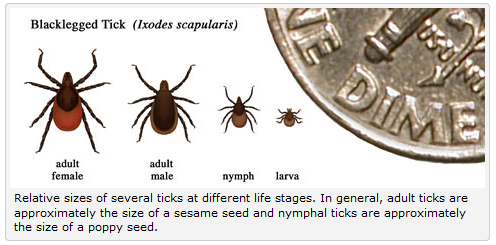 Blacklegged Tick (Ixodes scapularis)
NE DIME
adult female
adult male
nymph
larva
Relative sizes of several ticks at different life stages. In general, adult ticks are
approximately the size of a sesame seed and nymphal ticks are approximately
the size of a poppy seed.